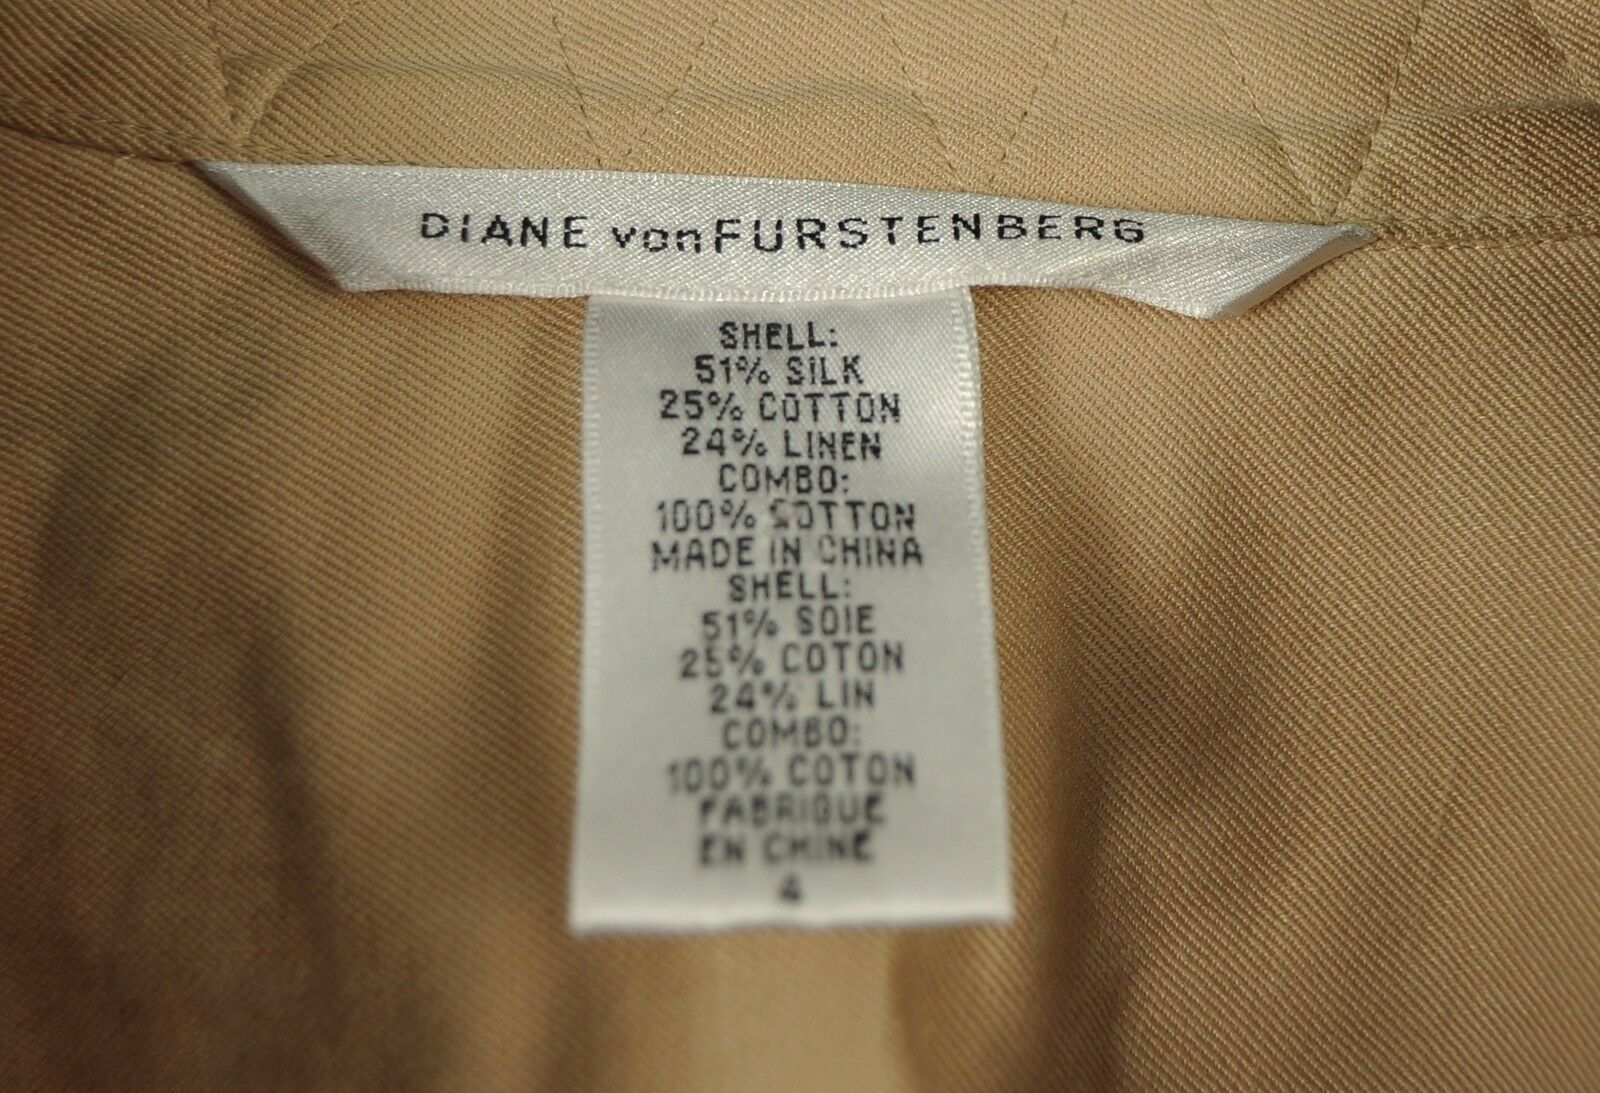 DIANE vonFURSTENBERG
SHELL:
51% SILK
25% COTTON
24% LINEN
COMBO:
100% COTTON
MADE IN CHINA
SHELL:
51% SOIE
25% COTON
24% LIN
COMBO:
100% COTON
FABRIQUE
EN CHINE
4